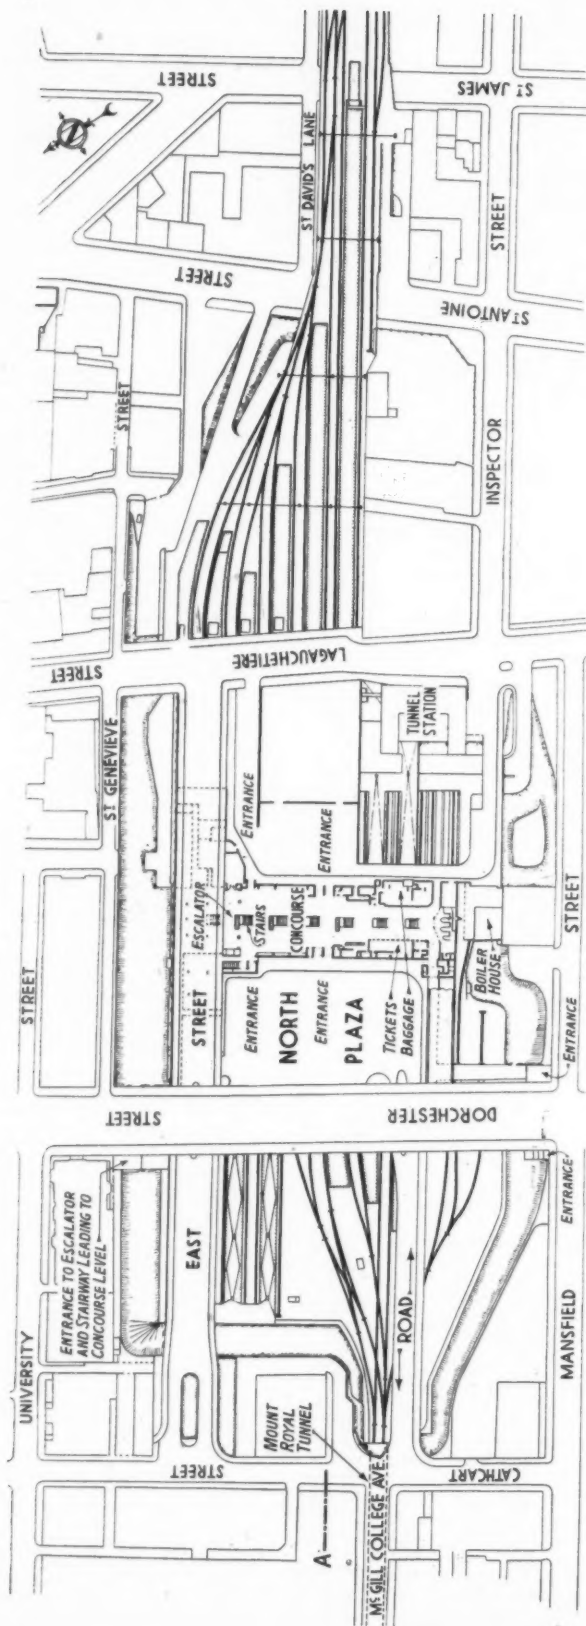 STREET
ST JAMES
ST DAVID'S LANE
STREET
STREET
ST ANTOINE
STREET
INSPECTOR
STREET
LAGAUCHETIERE
ST GENEVIEVE
TUNNEL
STATION
ENTRANCE
ENTRANCE
ESCALATOR
STAIRS
CONCOURSE
STREET
STREET
ENTRANCE
NORTH
ENTRANCE
PLAZA
TICKETS
BAGGAGE
BOILER
HOUSE
STREET
ENTRANCE
STREET
DORCHESTER
ENTRANCE TO ESCALATOR
AND STAIRWAY LEADING TO
CONCOURSE LEVEL
EAST
ROAD
ENTRANCE
MANSFIELD
UNIVERSITY
MOUNT
ROYAL
TUNNEL
STREET
CATHCART
A
McGILL COLLEGE AVE.